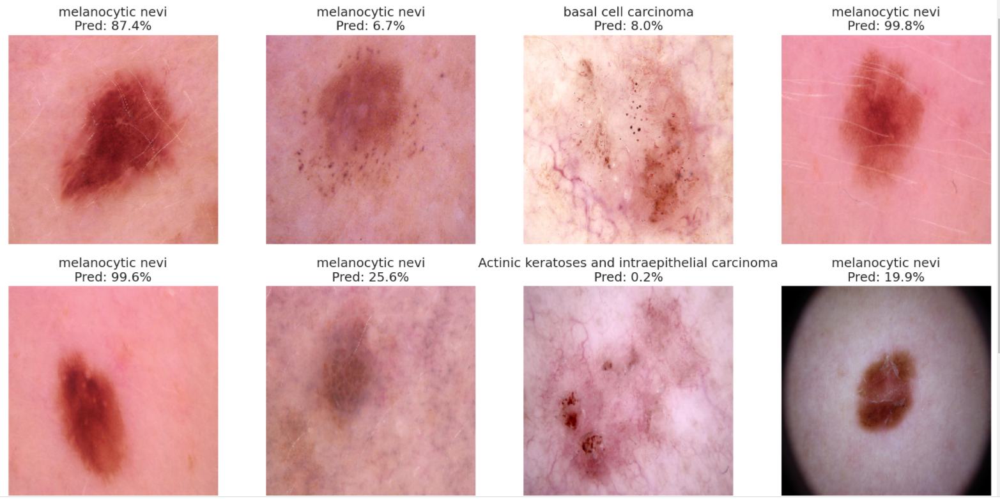 melanocytic nevi
Pred: 87.4%
melanocytic nevi
Pred: 6.7%
basal cell carcinoma
Pred: 8.0%
melanocytic nevi
Pred: 99.8%
melanocytic nevi
Pred: 99.6%
melanocytic nevi
Pred: 25.6%
Actinic keratoses and intraepithelial carcinoma
Pred: 0.2%
melanocytic nevi
Pred: 19.9%